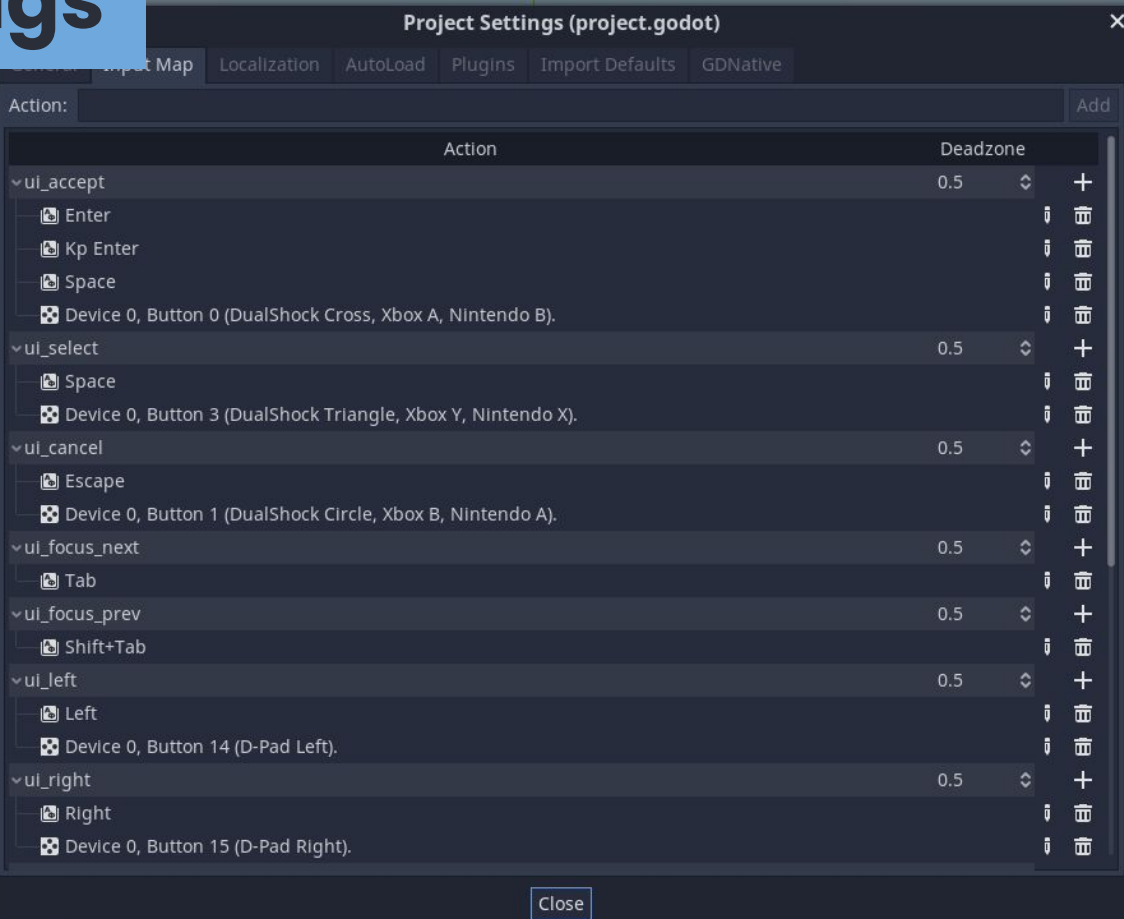 ngs
Project Settings (project.godot)
Input Map Localization AutoLoad Plugins Import Defaults GDNative
Action: Add
Action Deadzone
ui_accept 0.5
Enter
Kp Enter
Space
Device 0, Button 0 (DualShock Cross, Xbox A, Nintendo B).
ui_select 0.5
Space
Device 0, Button 3 (DualShock Triangle, Xbox Y, Nintendo X).
ui_cancel 0.5
Escape
Device 0, Button 1 (DualShock Circle, Xbox B, Nintendo A).
ui_focus_next 0.5
Tab
ui_focus_prev 0.5
Shift+Tab
ui_left 0.5
Left
Device 0, Button 14 (D-Pad Left).
ui_right 0.5
Right
Device 0, Button 15 (D-Pad Right).
Close